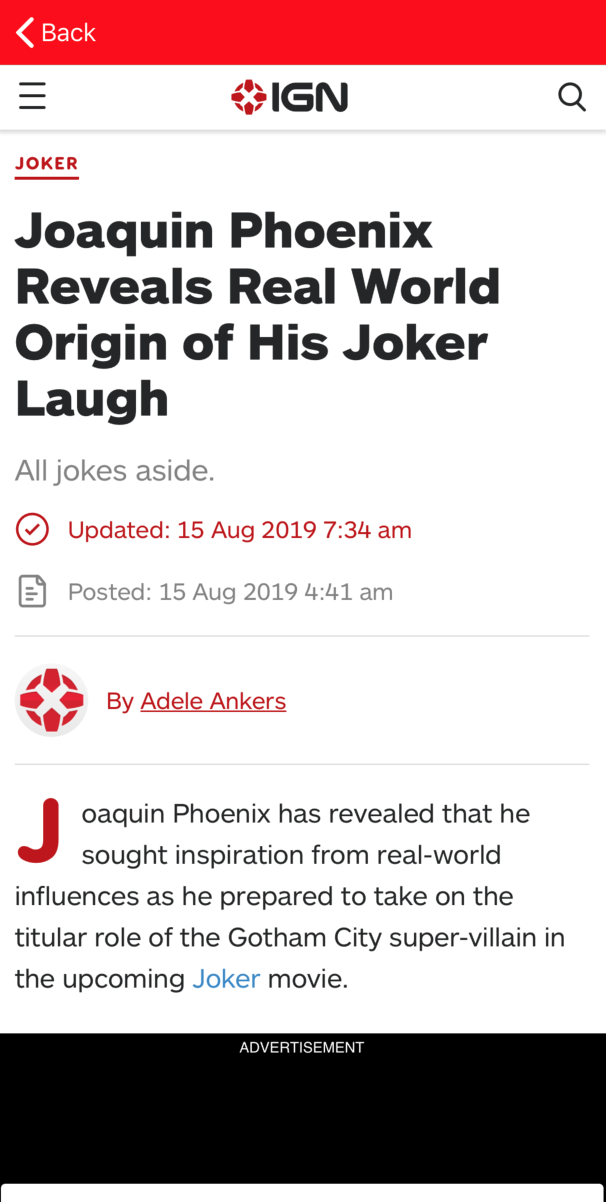 Back
IGN
JOKER
Joaquin Phoenix
Reveals Real World
Origin of His Joker
Laugh
All jokes aside.
Updated: 15 Aug 2019 7:34 am
Posted: 15 Aug 2019 4:41 am
By Adele Ankers
Joaquin Phoenix has revealed that he
sought inspiration from real-world
influences as he prepared to take on the
titular role of the Gotham City super-villain in
the upcoming Joker movie.
ADVERTISEMENT